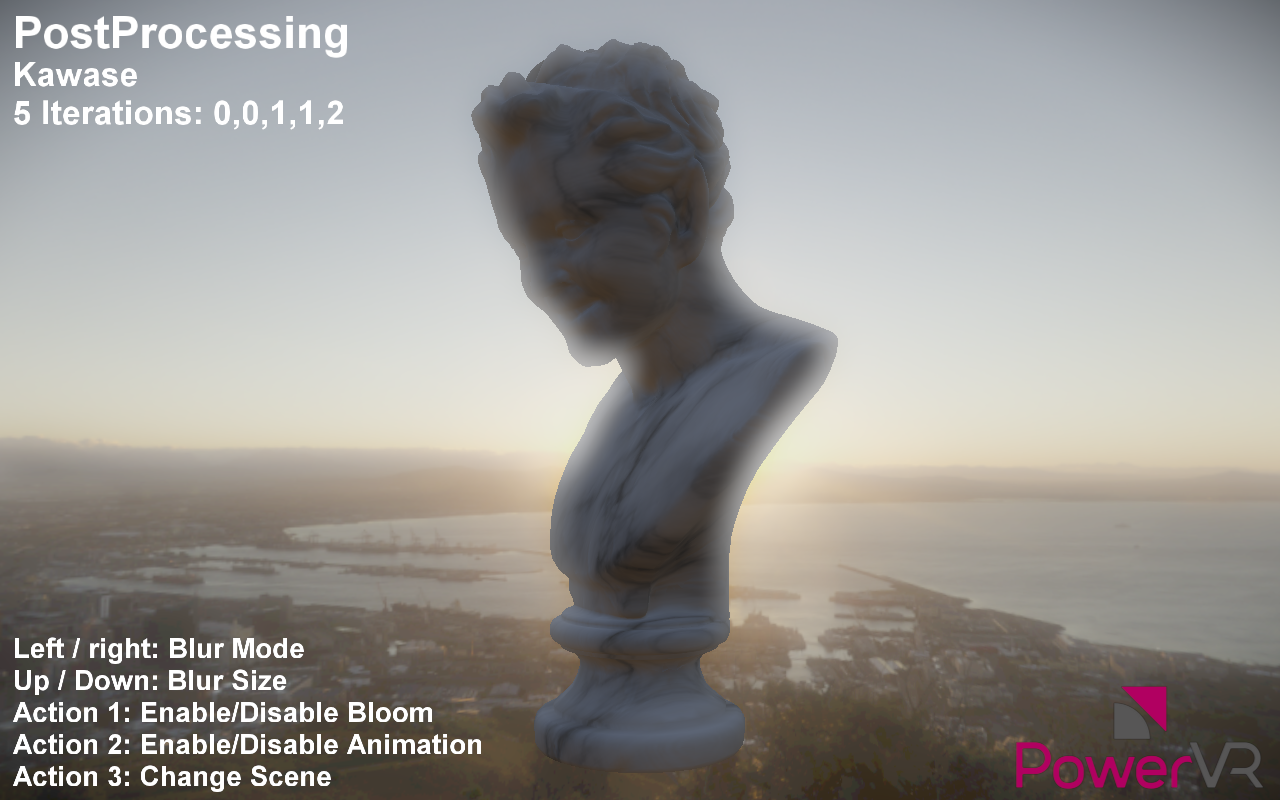 PostProcessing
Kawase
5 Iterations: 0,0,1,1,2
Left / right: Blur Mode
Up / Down: Blur Size
Action 1: Enable/Disable Bloom
Action 2: Enable/Disable Animation
Action 3: Change Scene
PowerVR